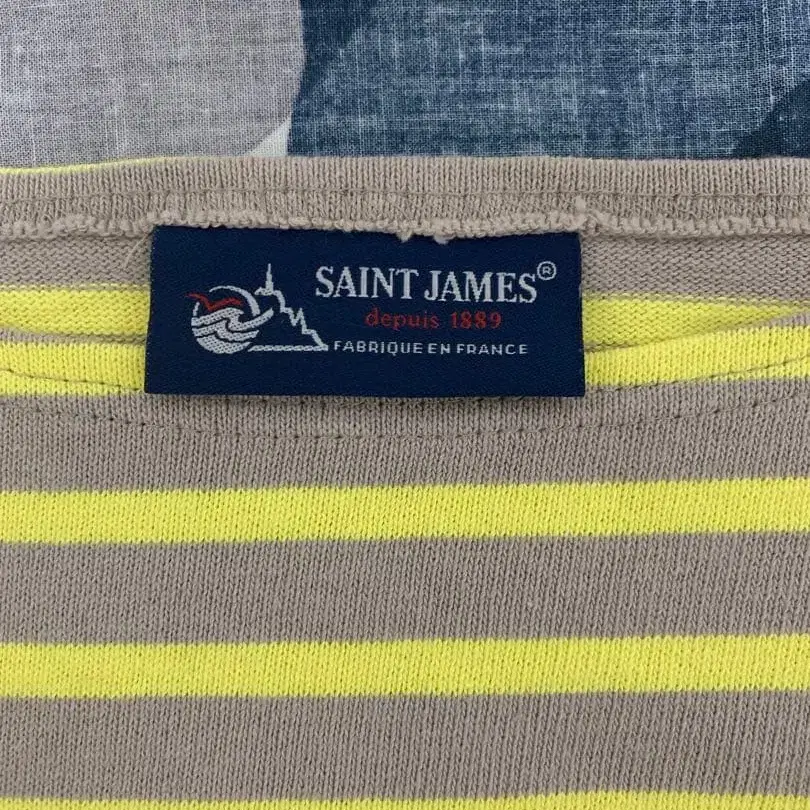 SAINT JAMES®
depuis 1889
FABRIQUE EN FRANCE